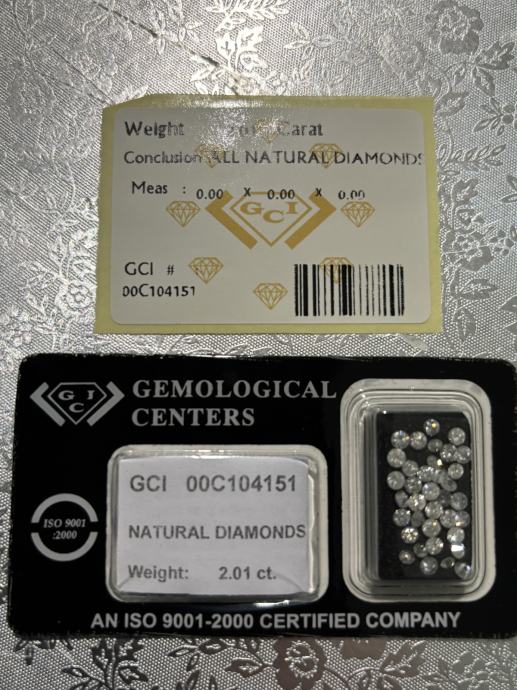 Weight Carat
Conclusion: ALL NATURAL DIAMONDS
Meas : 0.00 X 0.00 X 0.00
GCI
GCI #
00C104151
GCI
GEMOLOGICAL
CENTERS
GCI 00C104151
NATURAL DIAMONDS
Weight: 2.01 ct.
ISO 9001
:2000
AN ISO 9001-2000 CERTIFIED COMPANY